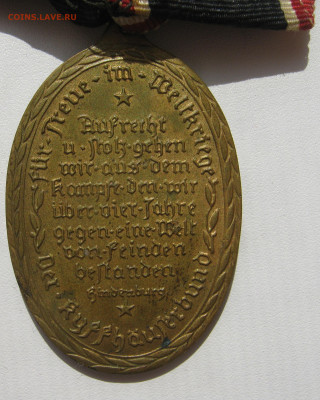 COINS-LAVE.RU
Für · Treue · im · Weltkriege
Aufrecht
u · stolz gehen
wir · aus · dem
Kampfe · den · wir
über · vier · Jahre
gegen · eine · Welt
von · Feinden
bestanden
Hindenburg
Der · Kyffhäuserbund